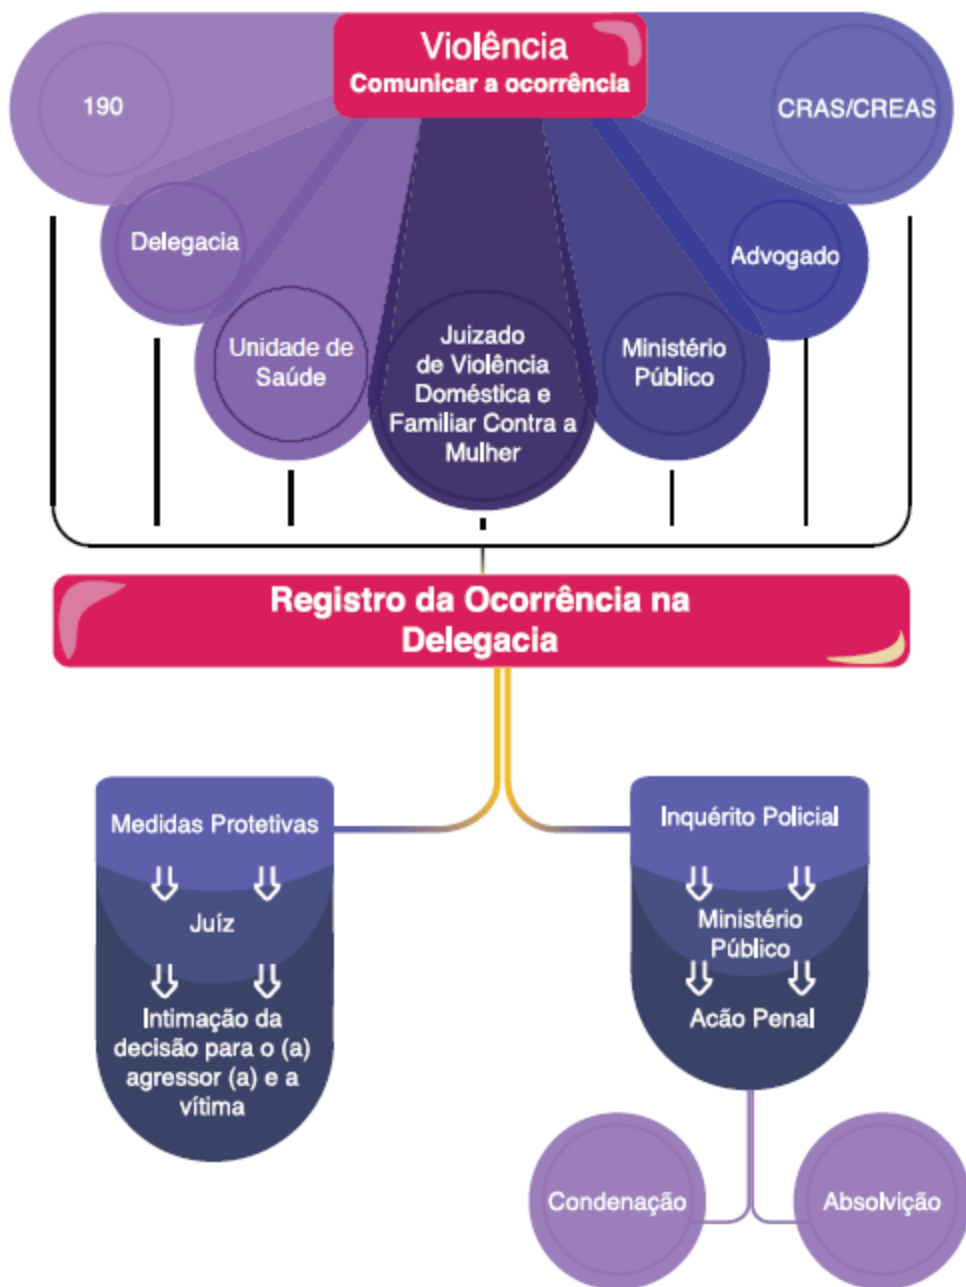 Violência
Comunicar a ocorrência
190
CRAS/CREAS
Delegacia
Advogado
Unidade de
Saúde
Juizado
de Violência
Doméstica e
Familiar Contra a
Mulher
Ministério
Público
Registro da Ocorrência na
Delegacia
Medidas Protetivas
Juíz
Intimação da
decisão para o (a)
agressor (a) e a
vítima
Inquérito Policial
Ministério
Público
Acão Penal
Condenação
Absolvição